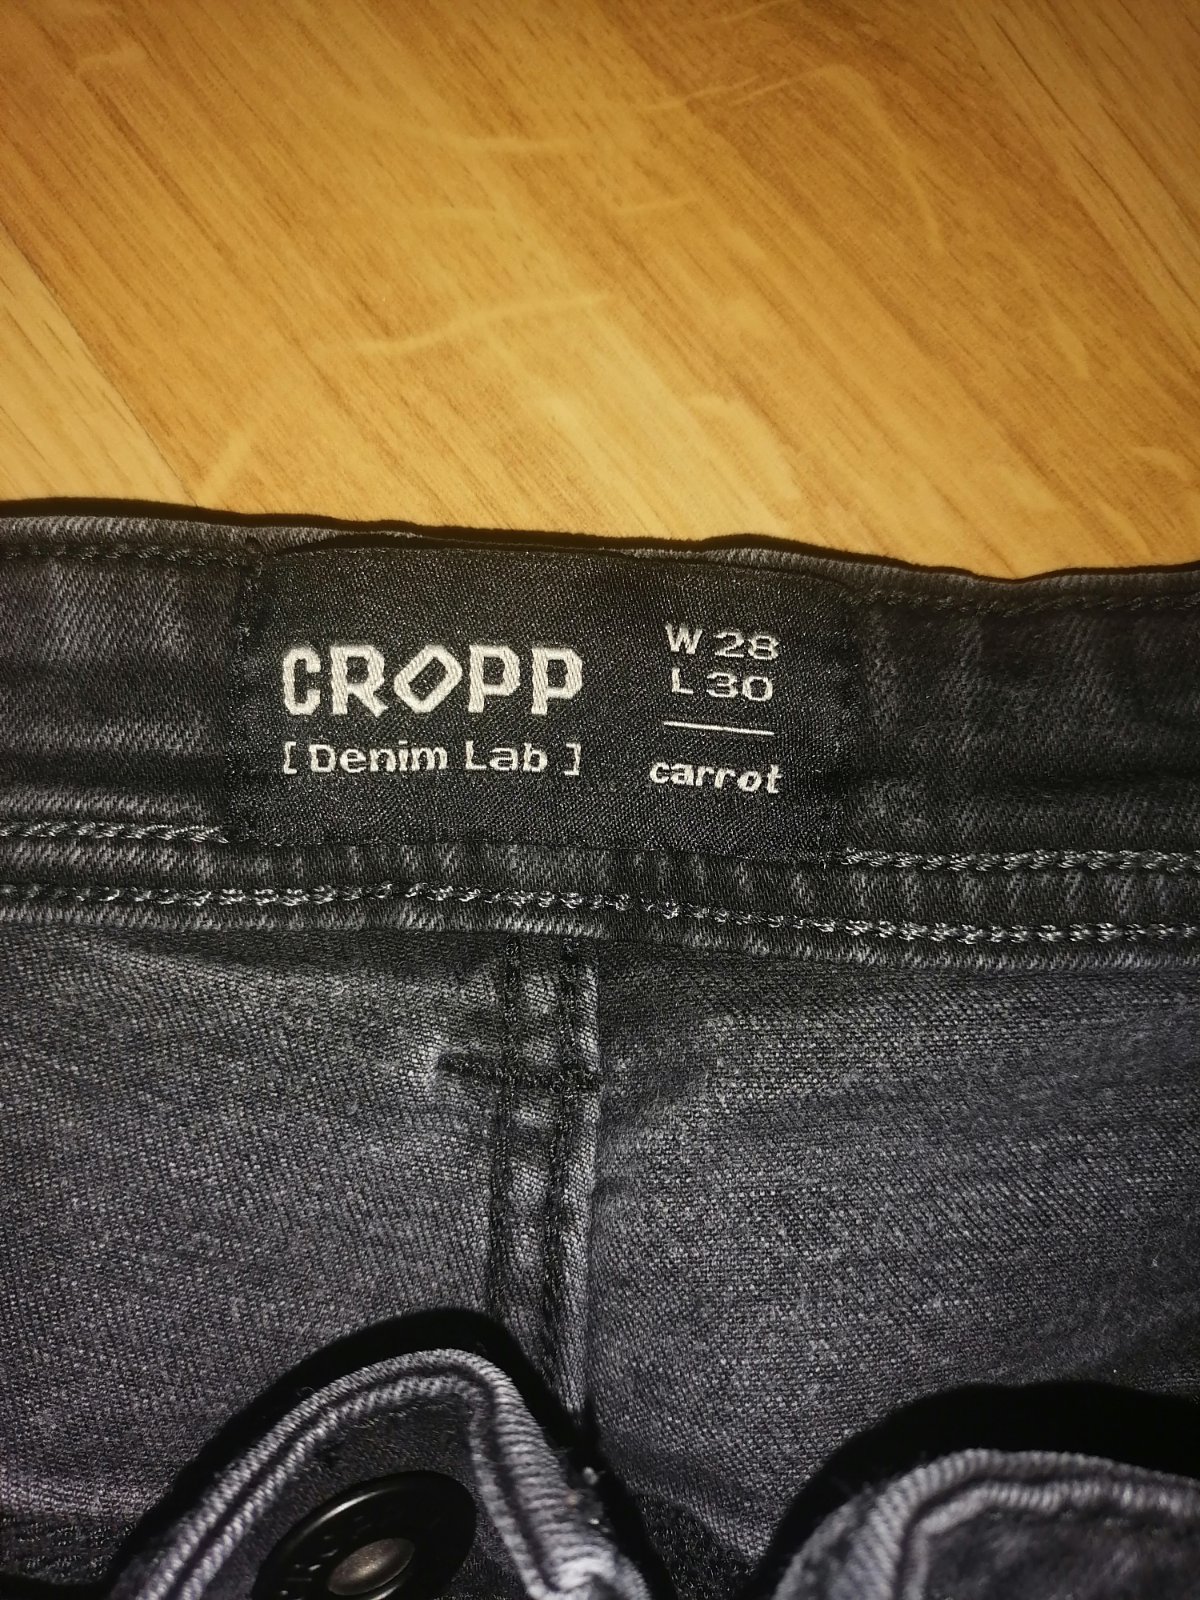 CROPP
[Denim Lab]
W 28
L 30
carrot